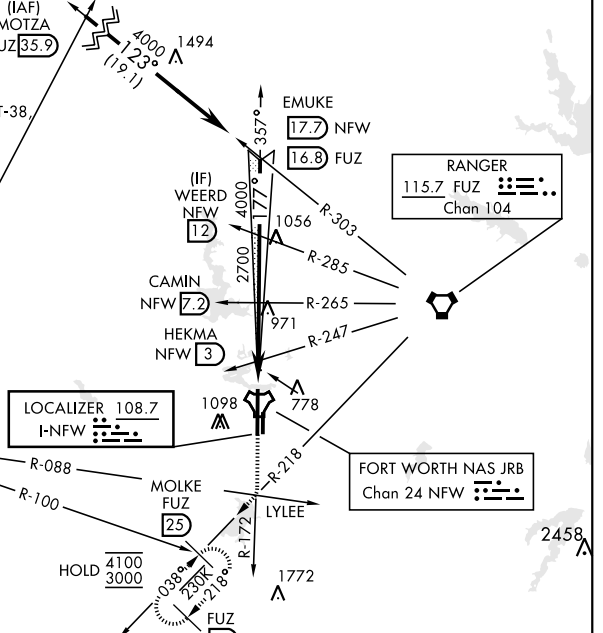 (IAF)
MOTZA
FUZ 35.9
4000
123°
(19.1)
1494
T-38,
357°
EMUKE
17.7 NFW
16.8 FUZ
RANGER
115.7 FUZ
Chan 104
(IF)
WEERD
NFW
12
4000
177°
1056
R-303
R-285
2700
CAMIN
NFW 7.2
R-265
971
R-247
HEKMA
NFW 3
778
1098
LOCALIZER 108.7
I-NFW
R-218
FORT WORTH NAS JRB
Chan 24 NFW
R-088
R-100
MOLKE
FUZ
25
LYLEE
R-172
2458
HOLD 4100
3000
038°
230K
218°
1772
FUZ